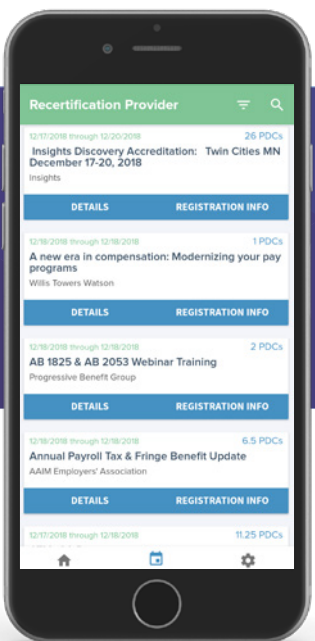 Recertification Provider
12/17/2018 through 12/20/2018 26 PDCs
Insights Discovery Accreditation: Twin Cities MN
December 17-20, 2018
Insights
DETAILS REGISTRATION INFO
12/18/2018 through 12/18/2018 1 PDCs
A new era in compensation: Modernizing your pay
programs
Willis Towers Watson
DETAILS REGISTRATION INFO
12/18/2018 through 12/18/2018 2 PDCs
AB 1825 & AB 2053 Webinar Training
Progressive Benefit Group
DETAILS REGISTRATION INFO
12/18/2018 through 12/18/2018 6.5 PDCs
Annual Payroll Tax & Fringe Benefit Update
AAIM Employers' Association
DETAILS REGISTRATION INFO
12/17/2018 through 12/18/2018 11.25 PDCs